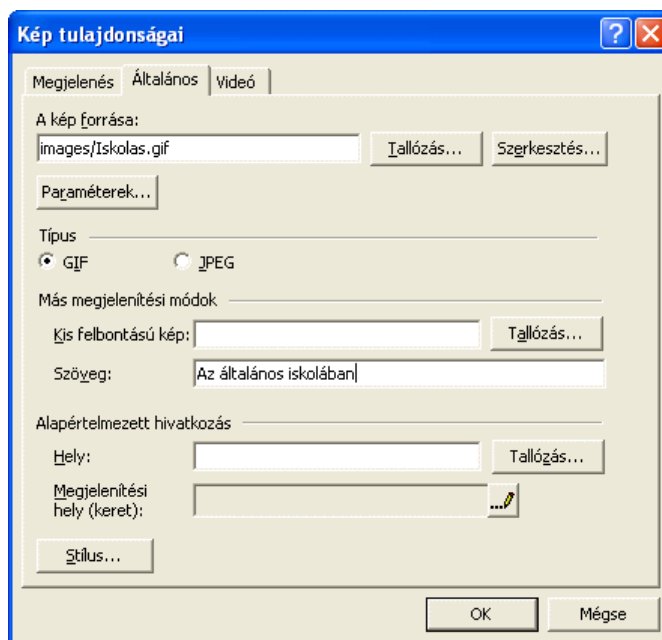 Kép tulajdonságai
Megjelenés Általános Videó
A kép forrása:
images/Iskolas.gif Tallózás... Szerkesztés...
Paraméterek...
Típus
GIF JPEG
Más megjelenítési módok
Kis felbontású kép: Tallózás...
Szöveg: Az általános iskolában
Alapértelmezett hivatkozás
Hely: Tallózás...
Megjelenítési
hely (keret): ...
Stílus...
OK Mégse